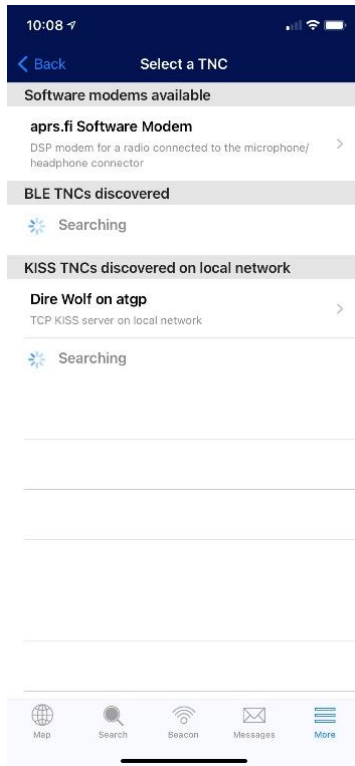 10:08
Back
Select a TNC
Software modems available
aprs.fi Software Modem
DSP modem for a radio connected to the microphone/
headphone connector
BLE TNCs discovered
Searching
KISS TNCs discovered on local network
Dire Wolf on atgp
TCP KISS server on local network
Searching
Map
Search
Beacon
Messages
More